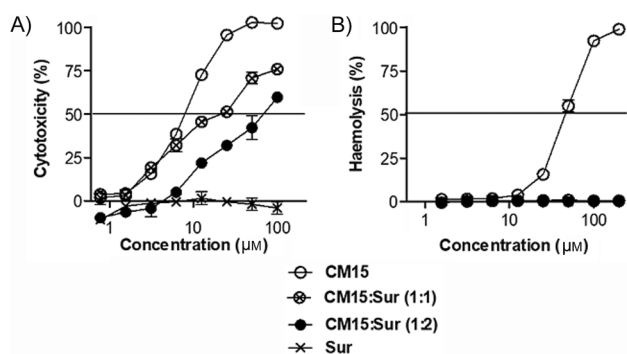 A)
Cytotoxicity (%)
100
75
50
25
0
1
10
100
Concentration (μM)
B)
Haemolysis (%)
100
75
50
25
0
1
10
100
Concentration (μM)
CM15
CM15:Sur (1:1)
CM15:Sur (1:2)
Sur